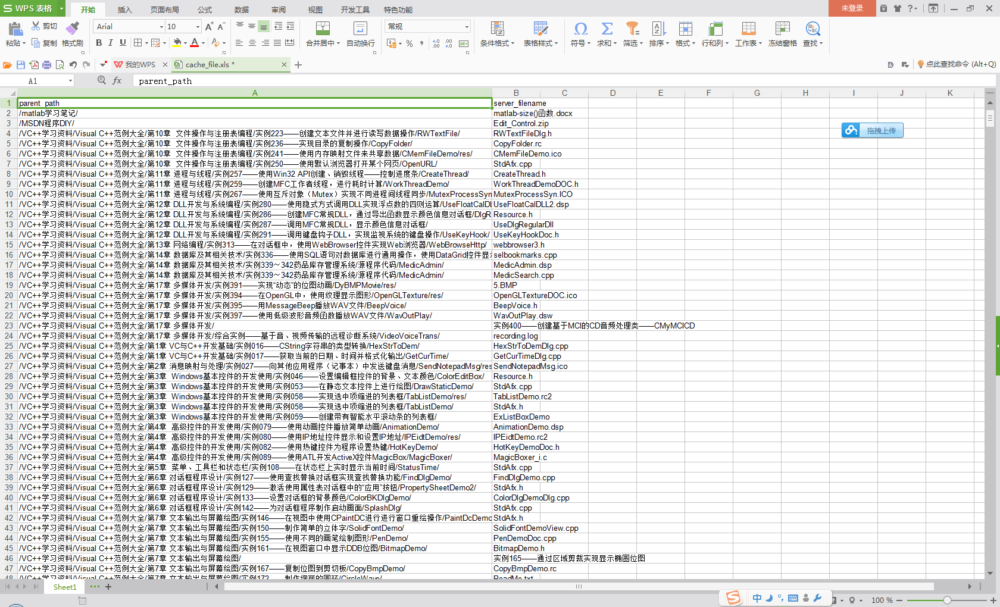 WPS 表格 开始 插入 页面布局 公式 数据 审阅 视图 开发工具 特色功能 未登录
粘贴 剪切 复制 格式刷 Arial 10 B I U 合并居中 自动换行 常规 条件格式 表格样式 符号 求和 筛选 排序 格式 行和列 工作表 冻结窗格 查找
我的WPS cache_file.xls * 点此查找命令 (Alt+Q)
A1 fx parent_path
A B C D E F G H I J K
1 parent_path server_filename
2 /matlab学习笔记/ matlab-size()函数.docx
3 /MSDN程序DIY/ Edit_Control.zip
4 /VC++学习资料/Visual C++范例大全/第10章  文件操作与注册表编程/实例223——创建文本文件并进行读写数据操作/RWTextFile/ RWTextFileDlg.h
拖拽上传
5 /VC++学习资料/Visual C++范例大全/第10章  文件操作与注册表编程/实例236——实现目录的复制操作/CopyFolder/ CopyFolder.rc
6 /VC++学习资料/Visual C++范例大全/第10章  文件操作与注册表编程/实例241——使用内存映射文件来共享数据/CMemFileDemo/res/ CMemFileDemo.ico
7 /VC++学习资料/Visual C++范例大全/第10章  文件操作与注册表编程/实例250——使用默认浏览器打开某个网页/OpenURL/ StdAfx.cpp
8 /VC++学习资料/Visual C++范例大全/第11章 进程与线程/实例257——使用Win32 API创建、销毁线程——控制进度条/CreateThread/ CreateThread.h
9 /VC++学习资料/Visual C++范例大全/第11章 进程与线程/实例259——创建MFC工作者线程，进行耗时计算/WorkThreadDemo/ WorkThreadDemoDOC.h
10 /VC++学习资料/Visual C++范例大全/第11章 进程与线程/实例267——使用互斥对象（Mutex）实现不同进程间线程同步/MutexProcessSyn MutexProcessSyn.ICO
11 /VC++学习资料/Visual C++范例大全/第12章 DLL开发与系统编程/实例280——使用隐式方式调用DLL实现浮点数的四则运算/UseFloatCalDl UseFloatCalDLL2.dsp
12 /VC++学习资料/Visual C++范例大全/第12章 DLL开发与系统编程/实例286——创建MFC常规DLL，通过导出函数显示颜色信息对话框/DlgR Resource.h
13 /VC++学习资料/Visual C++范例大全/第12章 DLL开发与系统编程/实例287——调用MFC常规DLL，显示颜色信息对话框/ UseDlgRegularDll
14 /VC++学习资料/Visual C++范例大全/第12章 DLL开发与系统编程/实例291——调用键盘钩子DLL，实现监视系统的键盘操作/UseKeyHook/ UseKeyHookDoc.h
15 /VC++学习资料/Visual C++范例大全/第13章 网络编程/实例313——在对话框中，使用WebBrowser控件实现Web浏览器/WebBrowseHttp/ webbrowser3.h
16 /VC++学习资料/Visual C++范例大全/第14章 数据库及其相关技术/实例336——使用SQL语句对数据库进行通用操作，使用DataGrid控件显示 selbookmarks.cpp
17 /VC++学习资料/Visual C++范例大全/第14章 数据库及其相关技术/实例339～342药品库存管理系统/源程序代码/MedicAdmin/ MedicAdmin.dsp
18 /VC++学习资料/Visual C++范例大全/第14章 数据库及其相关技术/实例339～342药品库存管理系统/源程序代码/MedicAdmin/ MedicSearch.cpp
19 /VC++学习资料/Visual C++范例大全/第17章 多媒体开发/实例391——实现“动态”的位图动画/DyBMPMovie/res/ 5.BMP
20 /VC++学习资料/Visual C++范例大全/第17章 多媒体开发/实例394——在OpenGL中，使用纹理显示图形/OpenGLTexture/res/ OpenGLTextureDOC.ico
21 /VC++学习资料/Visual C++范例大全/第17章 多媒体开发/实例395——用MessageBeep播放WAV文件/BeepVoice/ BeepVoice.h
22 /VC++学习资料/Visual C++范例大全/第17章 多媒体开发/实例397——使用低级波形音频函数播放WAV文件/WavOutPlay/ WavOutPlay.dsw
23 /VC++学习资料/Visual C++范例大全/第17章 多媒体开发/ 实例400——创建基于MCI的CD音频处理类——CMyMCICD
24 /VC++学习资料/Visual C++范例大全/第17章 多媒体开发/综合实例——基于音、视频传输的远程诊断系统/VideoVoiceTrans/ recording.log
25 /VC++学习资料/Visual C++范例大全/第1章 VC与C++开发基础/实例016——CString字符串的类型转换/HexStrToDem/ HexStrToDemDlg.cpp
26 /VC++学习资料/Visual C++范例大全/第1章 VC与C++开发基础/实例017——获取当前的日期、时间并格式化输出/GetCurTime/ GetCurTimeDlg.cpp
27 /VC++学习资料/Visual C++范例大全/第2章 消息映射与处理/实例027——向其他应用程序（记事本）中发送键盘消息/SendNotepadMsg/res SendNotepadMsg.ico
28 /VC++学习资料/Visual C++范例大全/第3章  Windows基本控件的开发使用/实例046——设置编辑框控件的背景、文本颜色/ColorEditBox/ Resource.h
29 /VC++学习资料/Visual C++范例大全/第3章  Windows基本控件的开发使用/实例053——在静态文本控件上进行绘图/DrawStaticDemo/ StdAfx.cpp
30 /VC++学习资料/Visual C++范例大全/第3章  Windows基本控件的开发使用/实例058——实现选中项缩进的列表框/TabListDemo/res/ TabListDemo.rc2
31 /VC++学习资料/Visual C++范例大全/第3章  Windows基本控件的开发使用/实例058——实现选中项缩进的列表框/TabListDemo/ StdAfx.h
32 /VC++学习资料/Visual C++范例大全/第3章  Windows基本控件的开发使用/实例059——创建带有智能水平滚动条的列表框/ ExListBoxDemo
33 /VC++学习资料/Visual C++范例大全/第4章  高级控件的开发使用/实例079——使用动画控件播放简单动画/AnimationDemo/ AnimationDemo.dsp
34 /VC++学习资料/Visual C++范例大全/第4章  高级控件的开发使用/实例080——使用IP地址控件显示和设置IP地址/IPEidtDemo/res/ IPEidtDemo.rc2
35 /VC++学习资料/Visual C++范例大全/第4章  高级控件的开发使用/实例082——使用热键控件为程序设置热键/HotKeyDemo/ HotKeyDemoDoc.h
36 /VC++学习资料/Visual C++范例大全/第4章  高级控件的开发使用/实例089——使用ATL开发ActiveX控件MagicBox/MagicBoxer/ MagicBoxer_i.c
37 /VC++学习资料/Visual C++范例大全/第5章  菜单、工具栏和状态栏/实例108——在状态栏上实时显示当前时间/StatusTime/ StdAfx.cpp
38 /VC++学习资料/Visual C++范例大全/第6章 对话框程序设计/实例127——使用查找替换对话框实现查找替换功能/FindDlgDemo/ FindDlgDemo.cpp
39 /VC++学习资料/Visual C++范例大全/第6章 对话框程序设计/实例129——激活使用属性表对话框中的“应用”按钮/PropertySheetDemo2/ StdAfx.h
40 /VC++学习资料/Visual C++范例大全/第6章 对话框程序设计/实例133——设置对话框的背景颜色/ColorBKDlgDemo/ ColorDlgDemoDlg.cpp
41 /VC++学习资料/Visual C++范例大全/第6章 对话框程序设计/实例142——为对话框程序制作启动画面/SplashDlg/ StdAfx.cpp
42 /VC++学习资料/Visual C++范例大全/第7章 文本输出与屏幕绘图/实例146——在视图中使用CPaintDC进行进行窗口重绘操作/PaintDcDemo StdAfx.h
43 /VC++学习资料/Visual C++范例大全/第7章 文本输出与屏幕绘图/实例150——制作简单的立体字/SolidFontDemo/ SolidFontDemoView.cpp
44 /VC++学习资料/Visual C++范例大全/第7章 文本输出与屏幕绘图/实例155——使用不同的画笔绘制图形/PenDemo/ PenDemoDoc.cpp
45 /VC++学习资料/Visual C++范例大全/第7章 文本输出与屏幕绘图/实例161——在视图窗口中显示DDB位图/BitmapDemo/ BitmapDemo.h
46 /VC++学习资料/Visual C++范例大全/第7章 文本输出与屏幕绘图/ 实例165——通过区域剪裁实现显示椭圆位图
47 /VC++学习资料/Visual C++范例大全/第7章 文本输出与屏幕绘图/实例167——复制位图到剪切板/CopyBmpDemo/ CopyBmpDemo.rc
48 /VC++学习资料/Visual C++范例大全/第7章 文本输出与屏幕绘图/实例172——制作绚丽的圆环/CircleWave/ ReadMe.txt
Sheet1
中 100 %